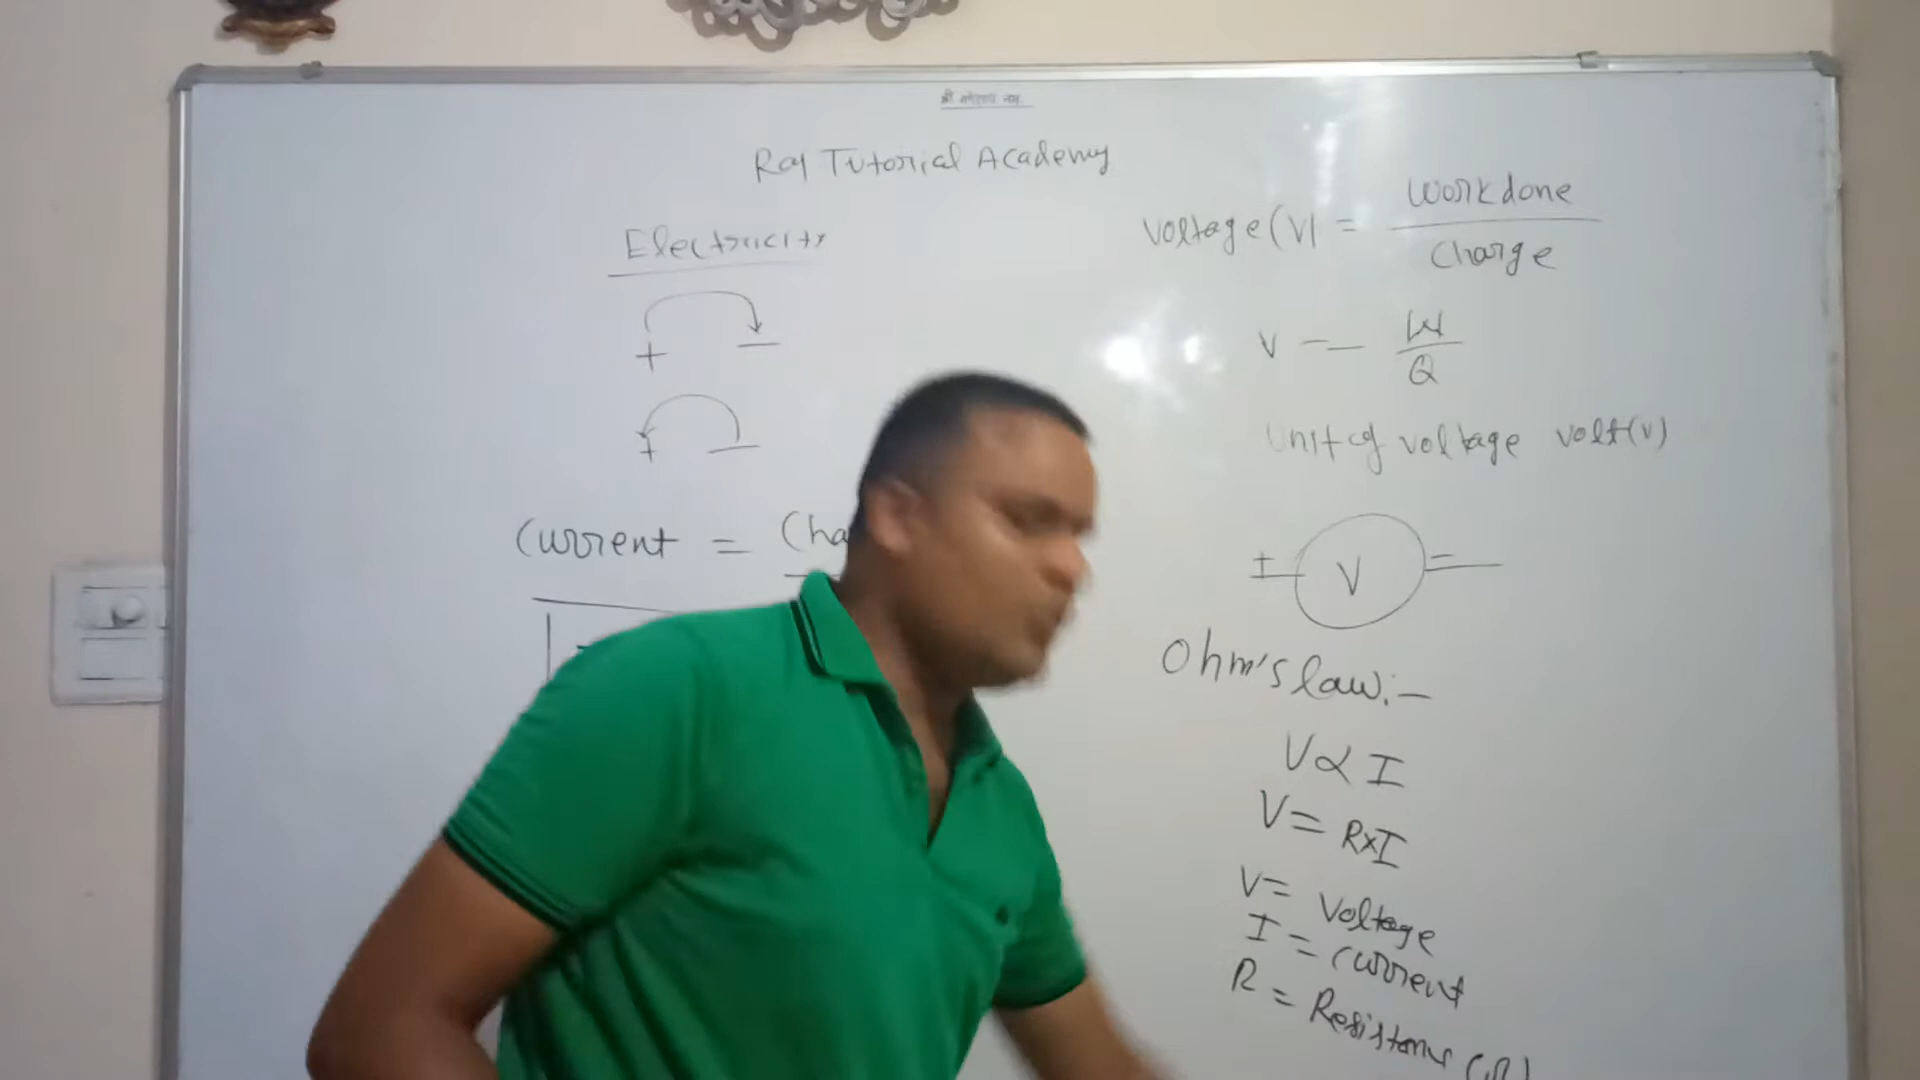 श्री गणेशाय नमः
Raj Tutorial Academy
Electricity
+ −
+ −
Current = Cha
Voltage (V) = Workdone / Charge
V = W / Q
Unit of voltage volt (v)
+ V −
Ohm's law:-
V ∝ I
V = R×I
V = Voltage
I = Current
R = Resistance (Ω)